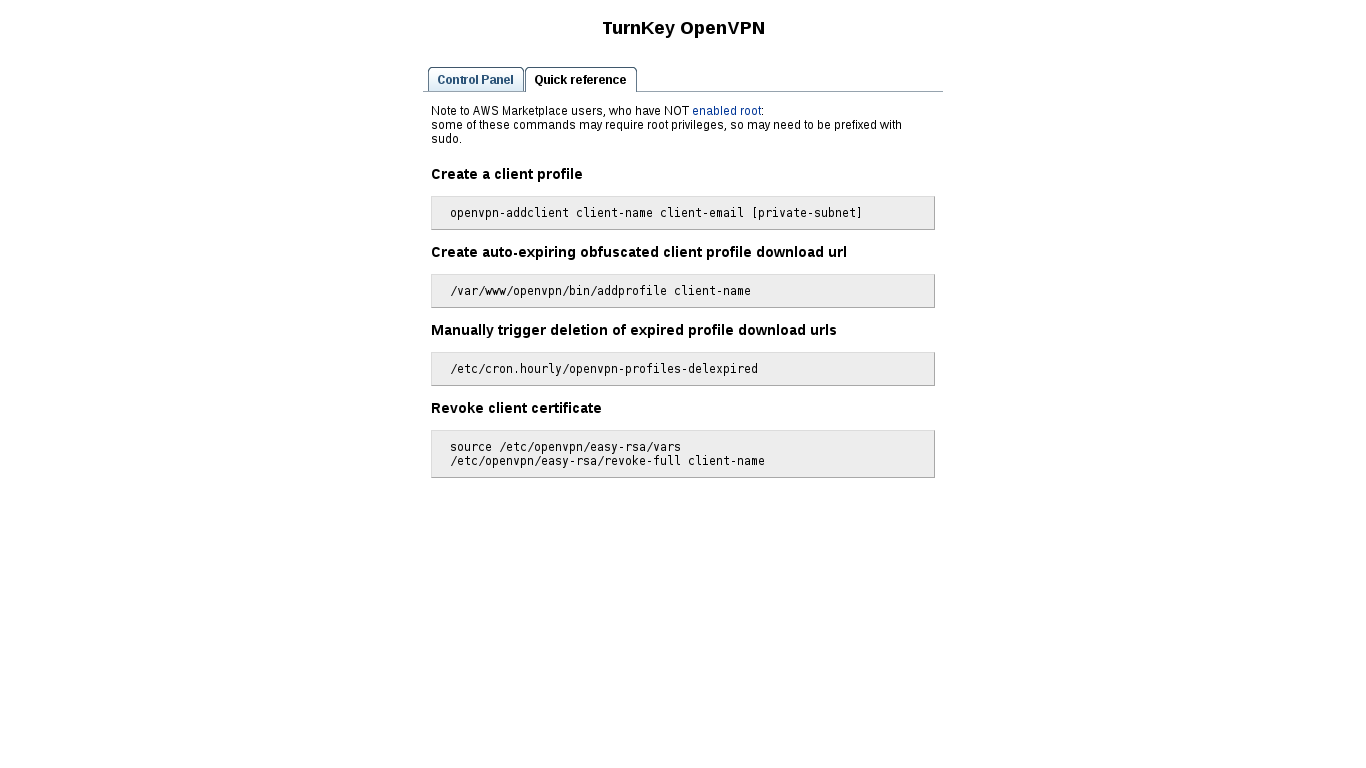 TurnKey OpenVPN
Control Panel Quick reference
Note to AWS Marketplace users, who have NOT enabled root:
some of these commands may require root privileges, so may need to be prefixed with
sudo.
Create a client profile
openvpn-addclient client-name client-email [private-subnet]
Create auto-expiring obfuscated client profile download url
/var/www/openvpn/bin/addprofile client-name
Manually trigger deletion of expired profile download urls
/etc/cron.hourly/openvpn-profiles-delexpired
Revoke client certificate
source /etc/openvpn/easy-rsa/vars
/etc/openvpn/easy-rsa/revoke-full client-name